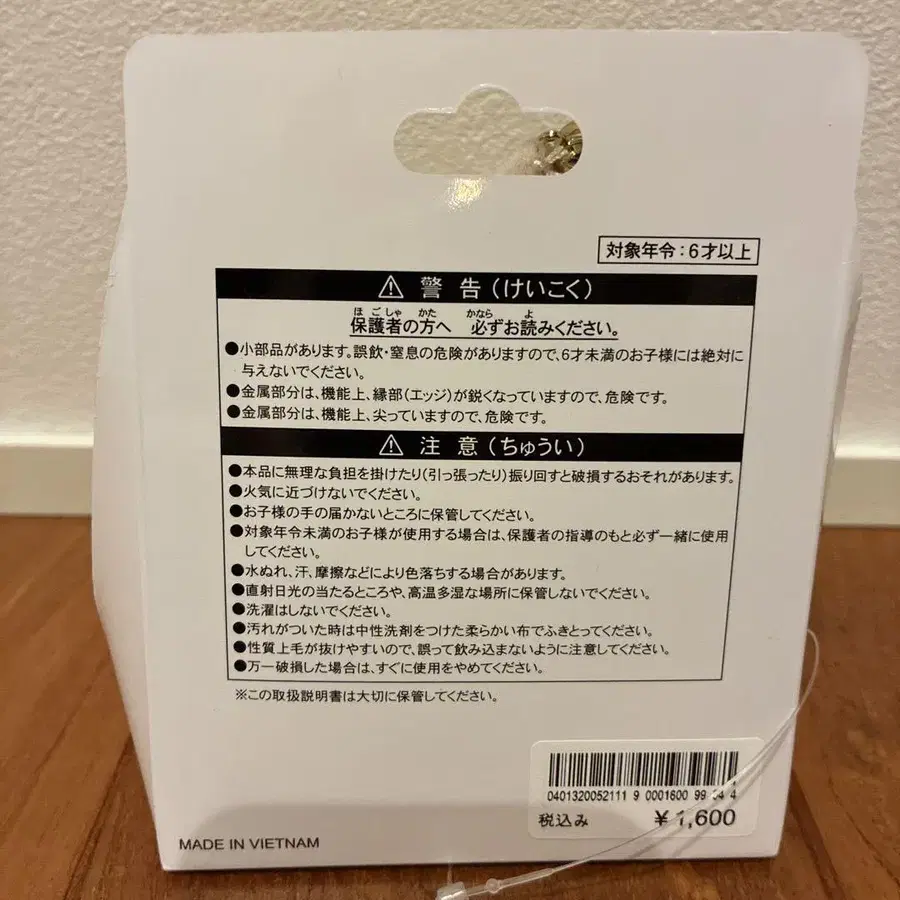 対象年令：6才以上
⚠ 警 告（けいこく）
ほごしゃ かた かなら よ
保護者の方へ 必ずお読みください。
●小部品があります。誤飲・窒息の危険がありますので、6才未満のお子様には絶対に
与えないでください。
●金属部分は、機能上、縁部（エッジ）が鋭くなっていますので、危険です。
●金属部分は、機能上、尖っていますので、危険です。
⚠ 注 意（ちゅうい）
●本品に無理な負担を掛けたり（引っ張ったり）振り回すと破損するおそれがあります。
●火気に近づけないでください。
●お子様の手の届かないところに保管してください。
●対象年令未満のお子様が使用する場合は、保護者の指導のもと必ず一緒に使用
してください。
●水ぬれ、汗、摩擦などにより色落ちする場合があります。
●直射日光の当たるところや、高温多湿な場所に保管しないでください。
●洗濯はしないでください。
●汚れがついた時は中性洗剤をつけた柔らかい布でふきとってください。
●性質上毛が抜けやすいので、誤って飲み込まないように注意してください。
●万一破損した場合は、すぐに使用をやめてください。
※この取扱説明書は大切に保管してください。
0401320052111 9 0001600 99 04 4
税込み ￥1,600
MADE IN VIETNAM